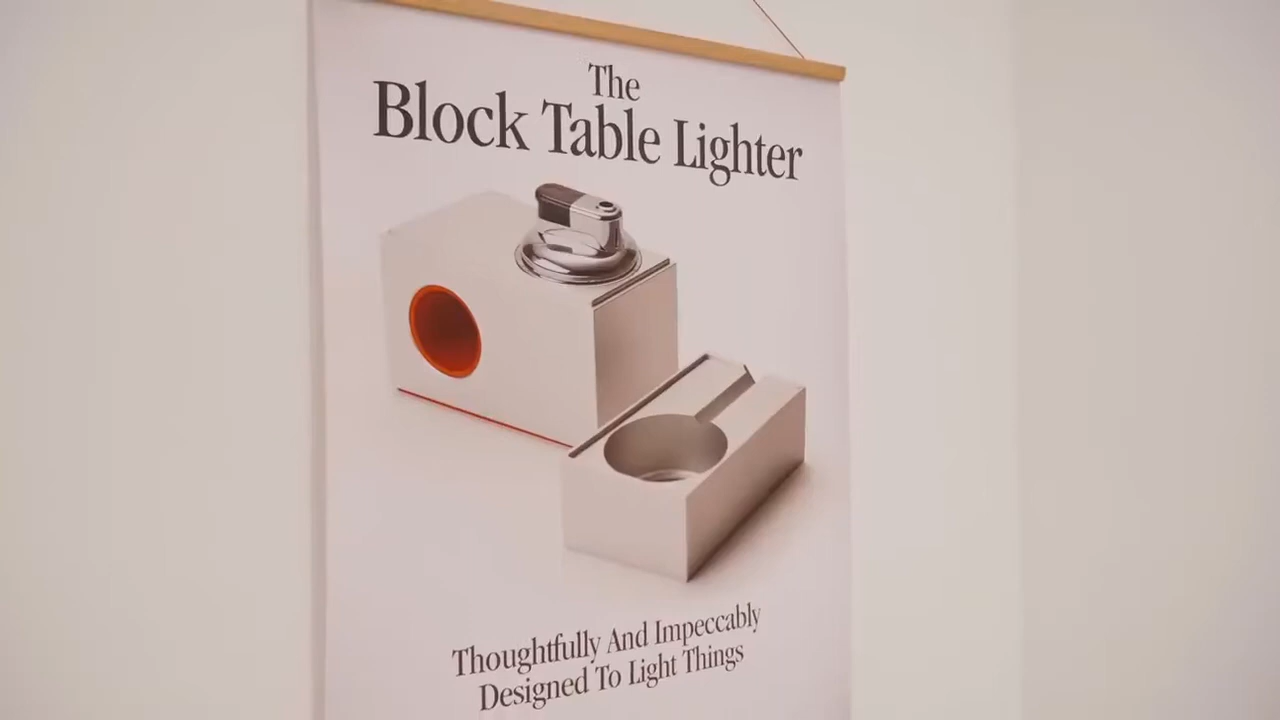 The
Block Table Lighter
Thoughtfully And Impeccably
Designed To Light Things